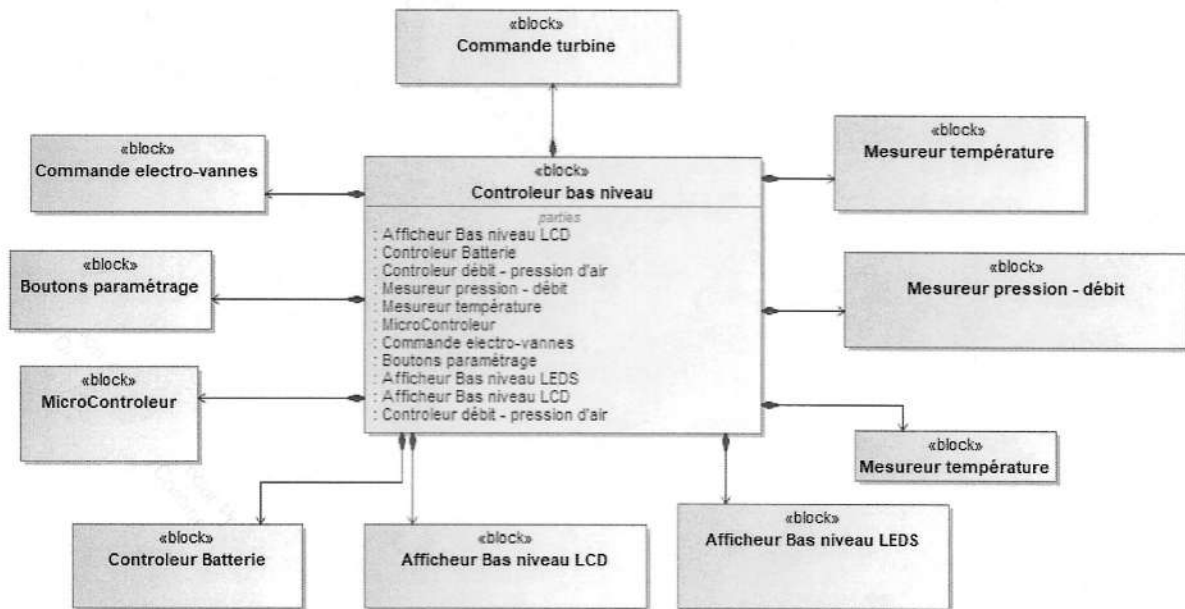 «block»
Commande turbine
«block»
Commande electro-vannes
«block»
Mesureur température
«block»
Controleur bas niveau
parties
: Afficheur Bas niveau LCD
: Controleur Batterie
: Controleur débit - pression d'air
: Mesureur pression - débit
: Mesureur température
: MicroControleur
: Commande electro-vannes
: Boutons paramétrage
: Afficheur Bas niveau LEDS
: Afficheur Bas niveau LCD
: Controleur débit - pression d'air
«block»
Boutons paramétrage
«block»
Mesureur pression - débit
«block»
MicroControleur
«block»
Mesureur température
«block»
Controleur Batterie
«block»
Afficheur Bas niveau LCD
«block»
Afficheur Bas niveau LEDS